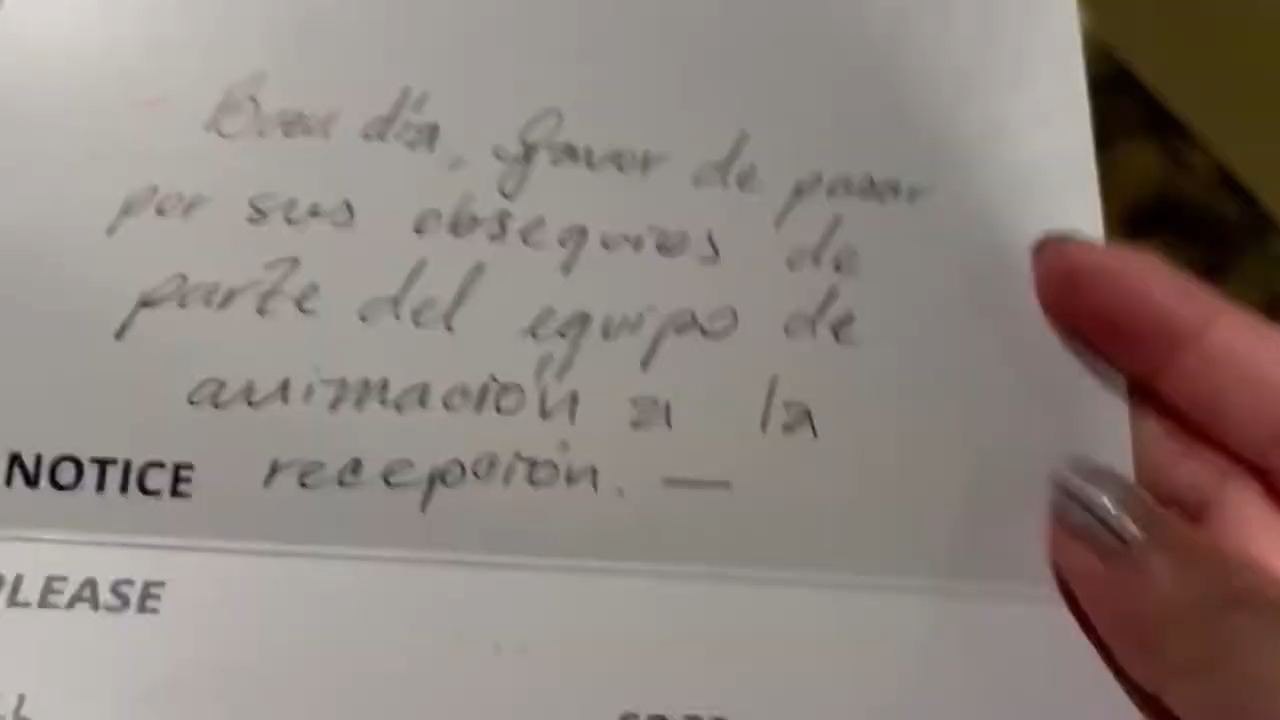 Buen día, favor de pasar
por sus obsequios de
parte del equipo de
animación a la
NOTICE recepción. —
PLEASE